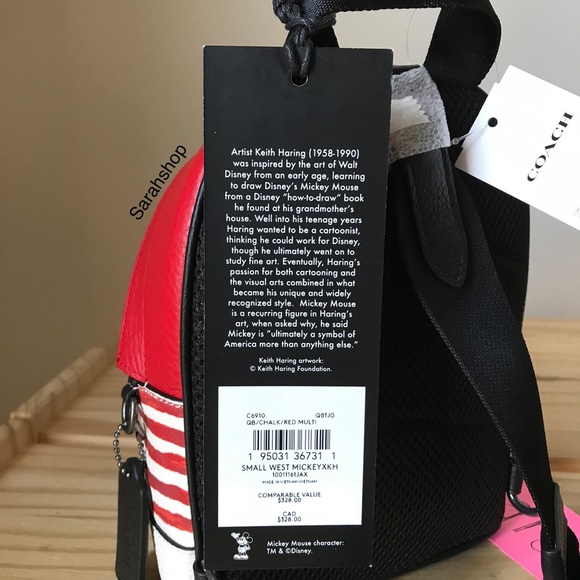 Artist Keith Haring (1958-1990)
was inspired by the art of Walt
Disney from an early age, learning
to draw Disney's Mickey Mouse
from a Disney "how-to-draw" book
he found at his grandmother's
house. Well into his teenage years
Haring wanted to be a cartoonist,
thinking he could work for Disney,
though he ultimately went on to
study fine art. Eventually, Haring's
passion for both cartooning and
the visual arts combined in what
became his unique and widely
recognized style. Mickey Mouse
is a recurring figure in Haring's
art, when asked why, he said
Mickey is "ultimately a symbol of
America more than anything else."
Keith Haring artwork:
© Keith Haring Foundation.
C6910 QBTJG
QB/CHALK/RED MULTI
1 95031 36731 1
SMALL WEST MICKEYXKH
10011161JAX
MADE IN VIETNAM/VIETNAM
COMPARABLE VALUE
$328.00
CAD
$328.00
Mickey Mouse character:
TM & ©Disney.
Sarahshop
COACH